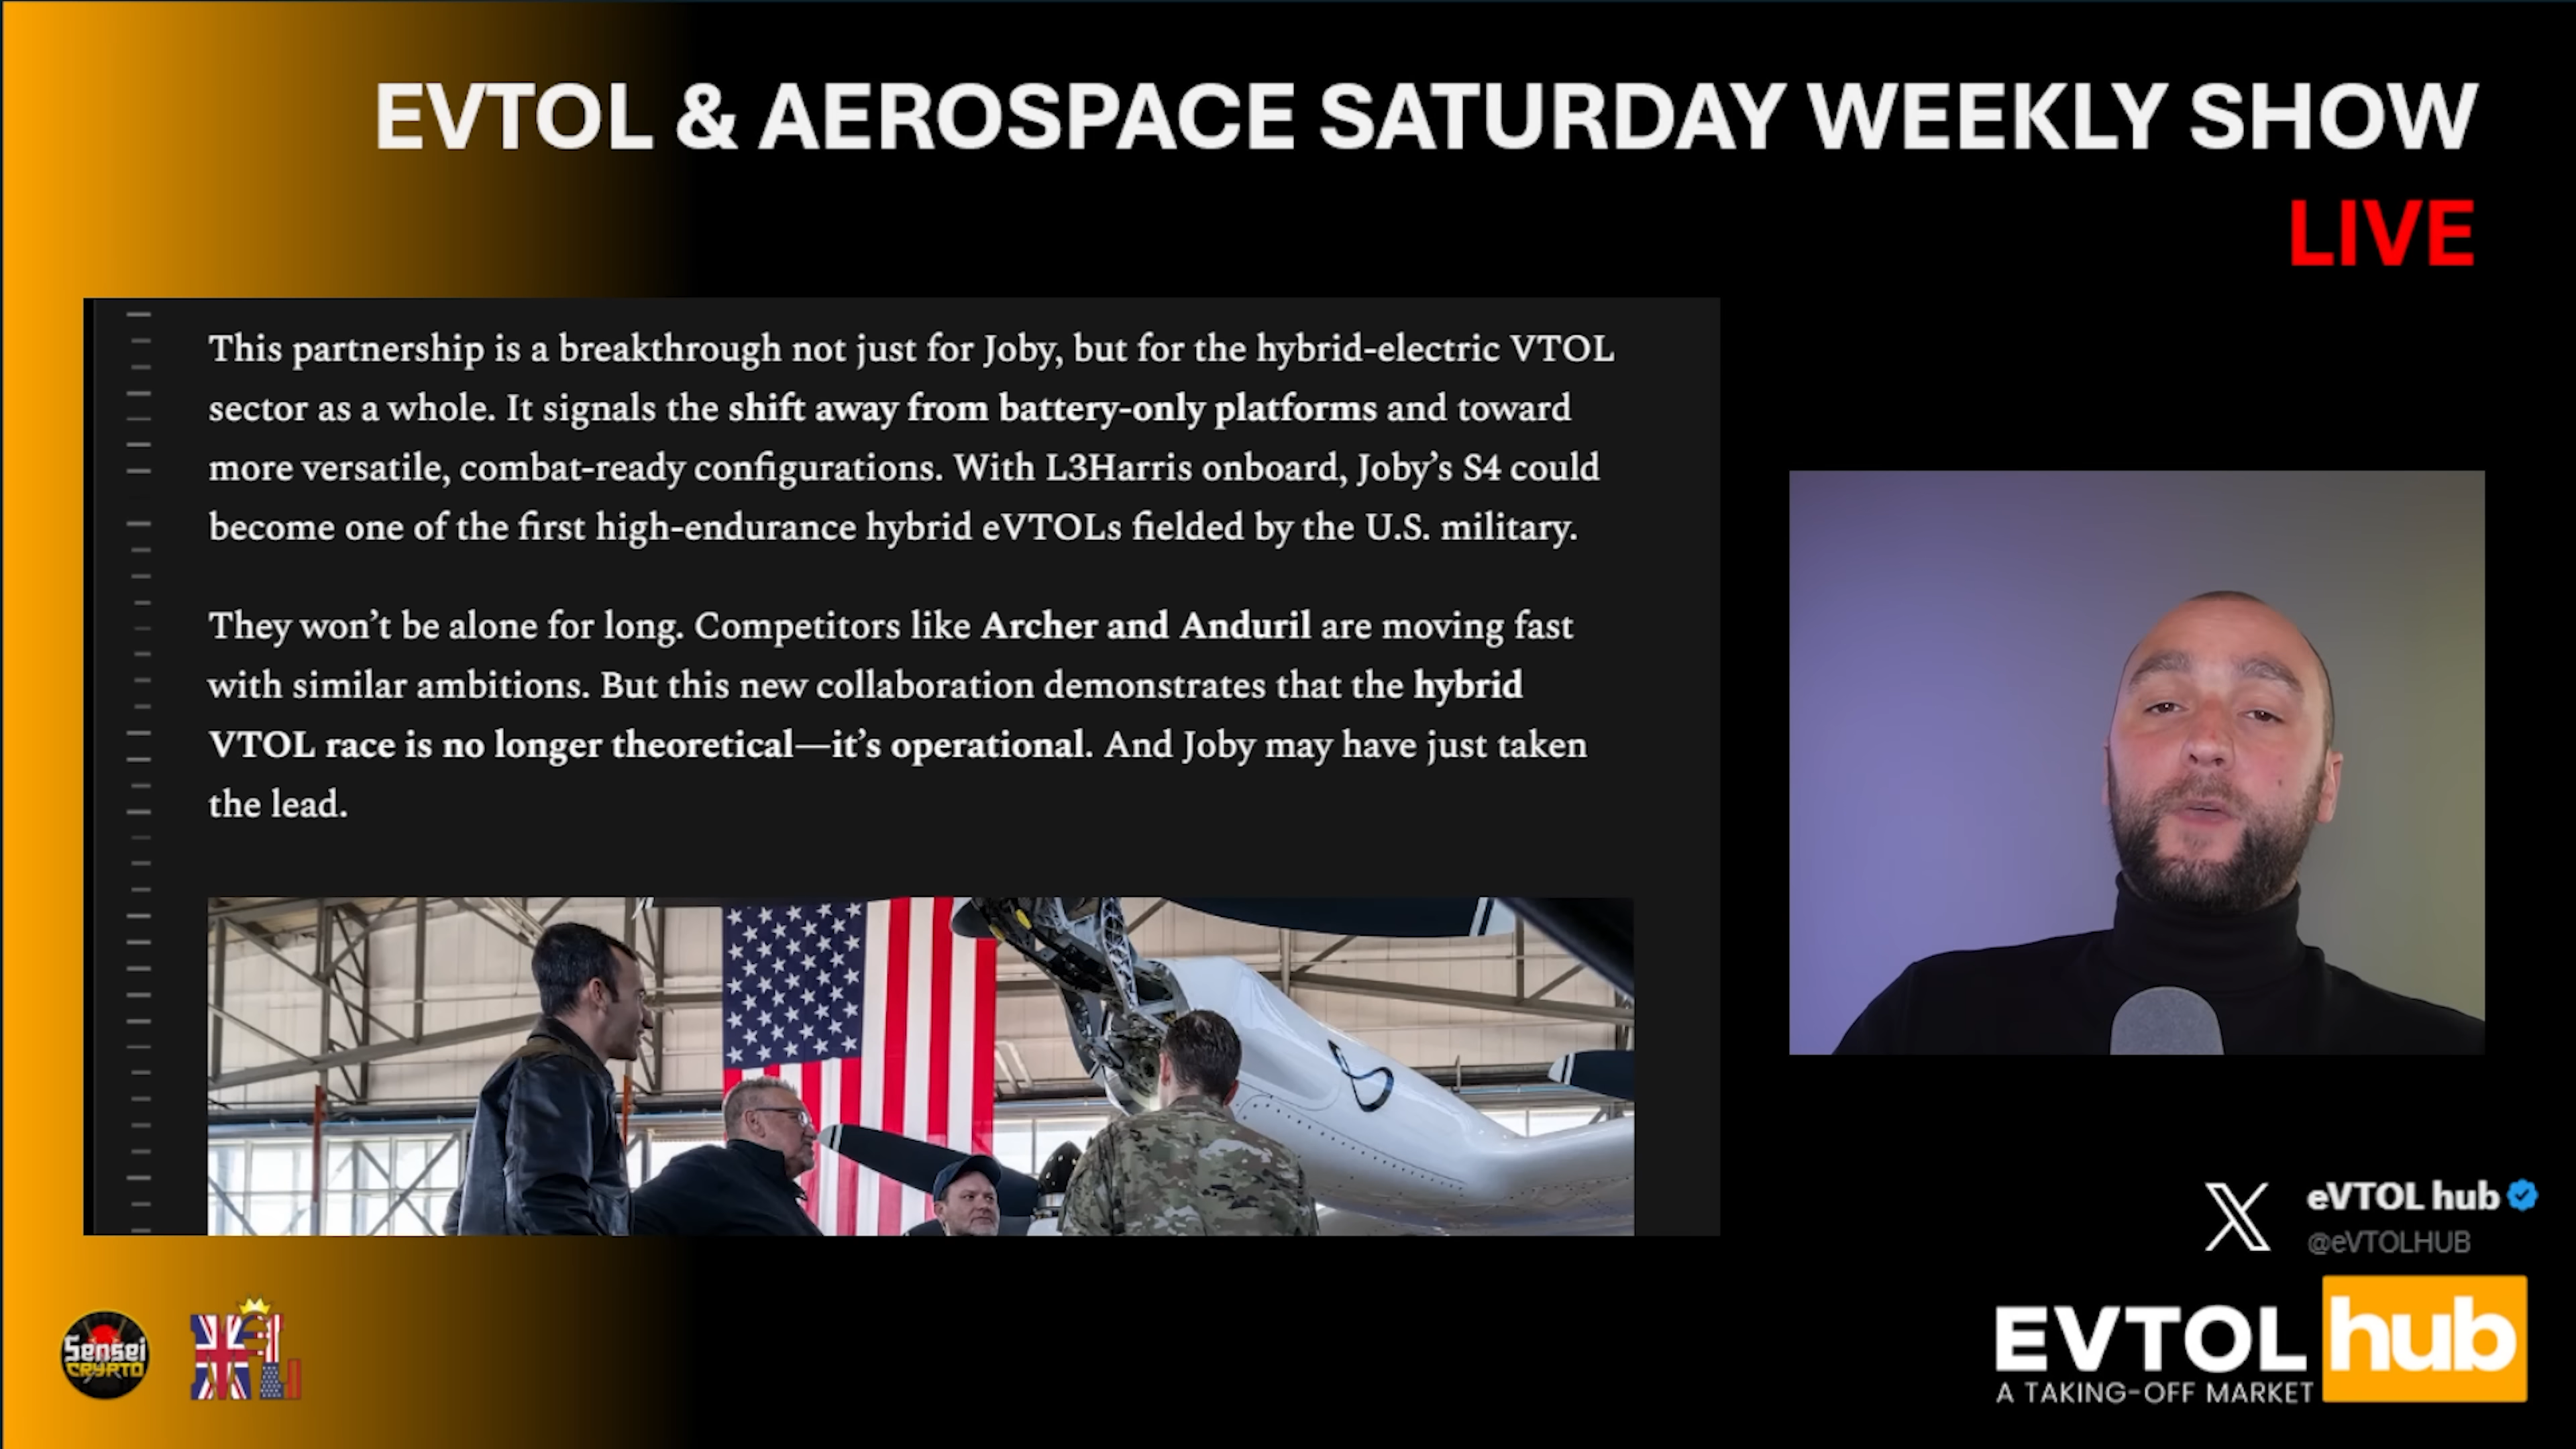 EVTOL & AEROSPACE SATURDAY WEEKLY SHOW
LIVE
This partnership is a breakthrough not just for Joby, but for the hybrid-electric VTOL
sector as a whole. It signals the shift away from battery-only platforms and toward
more versatile, combat-ready configurations. With L3Harris onboard, Joby’s S4 could
become one of the first high-endurance hybrid eVTOLs fielded by the U.S. military.
They won’t be alone for long. Competitors like Archer and Anduril are moving fast
with similar ambitions. But this new collaboration demonstrates that the hybrid
VTOL race is no longer theoretical—it’s operational. And Joby may have just taken
the lead.
eVTOL hub
@eVTOLHUB
Sensei
CRYPTO
EVTOL hub
A TAKING-OFF MARKET